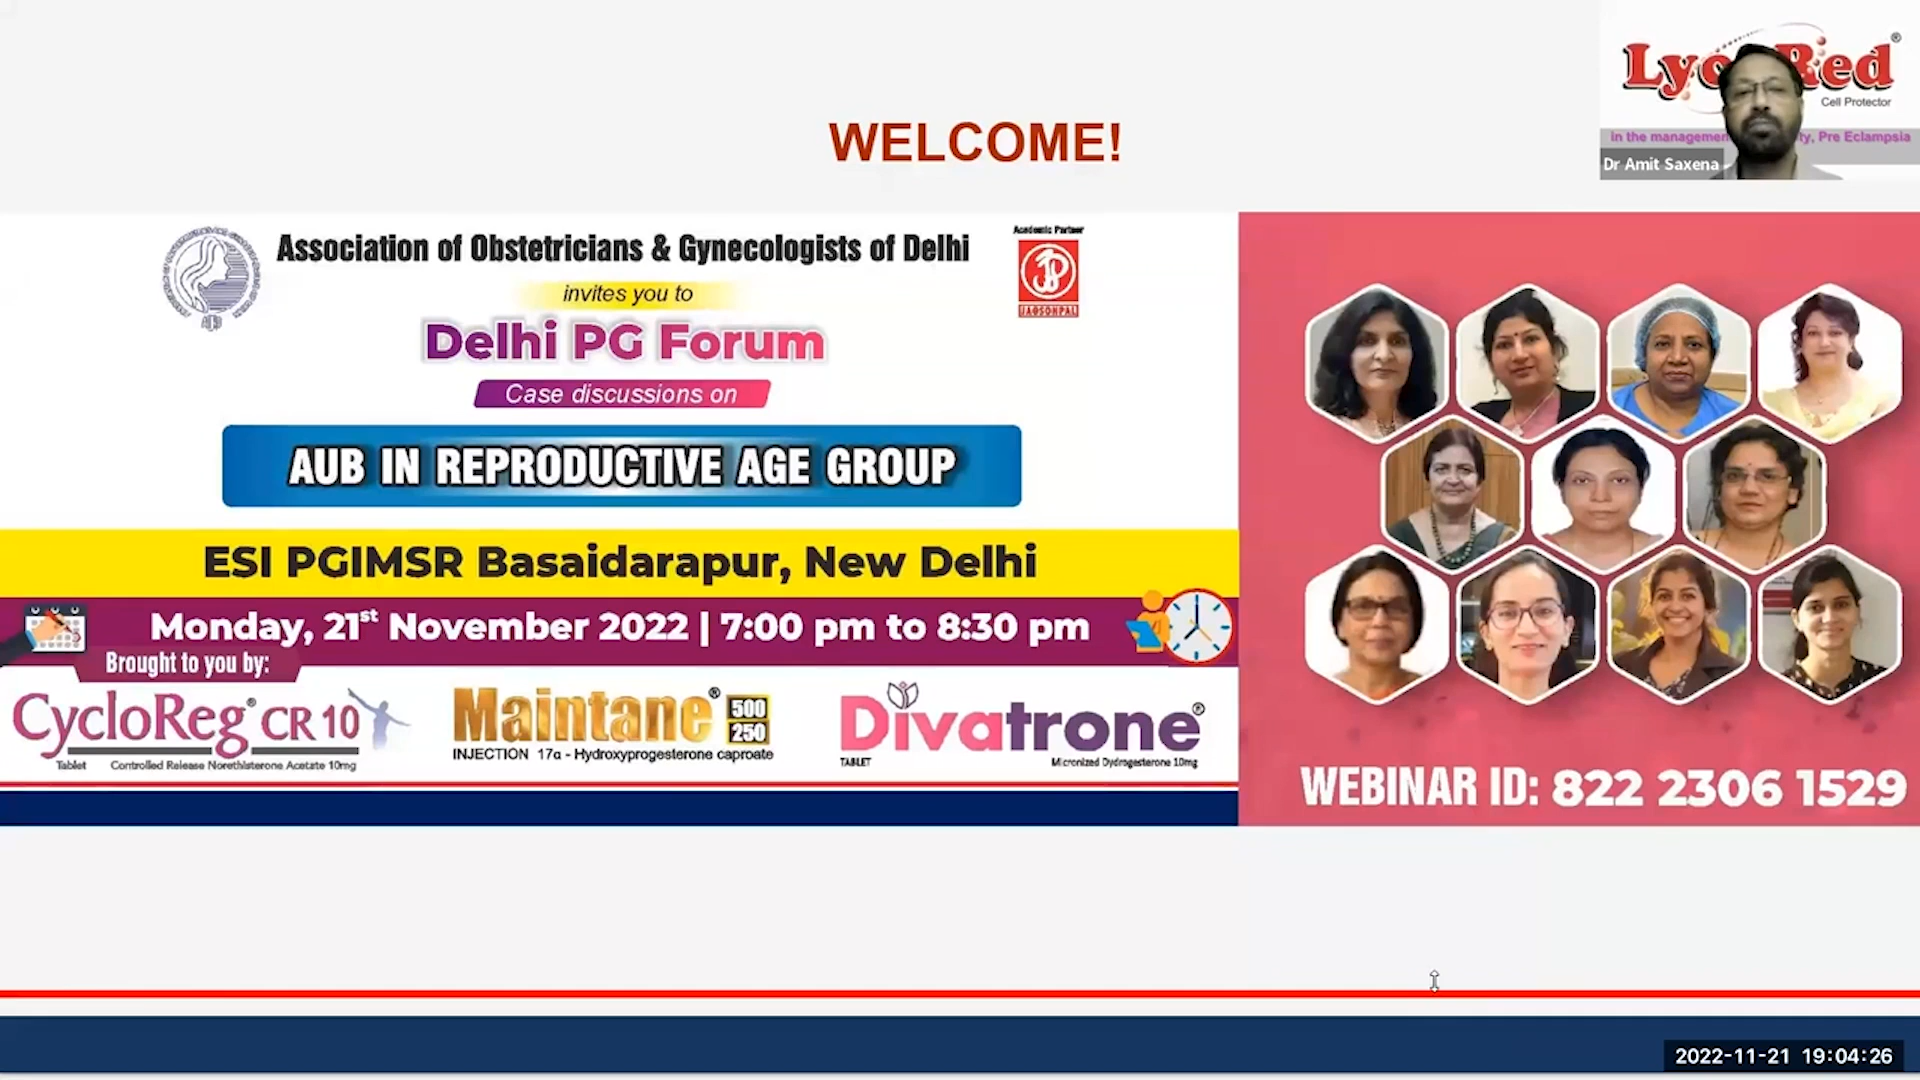 WELCOME!
LycoRed®
Cell Protector
Dr Amit Saxena
Association of Obstetricians & Gynecologists of Delhi
Academic Partner
JAGSONPAL
invites you to
Delhi PG Forum
Case discussions on
AUB IN REPRODUCTIVE AGE GROUP
ESI PGIMSR Basaidarapur, New Delhi
Monday, 21st November 2022 | 7:00 pm to 8:30 pm
Brought to you by:
CycloReg® CR 10
Tablet Controlled Release Norethisterone Acetate 10mg
Maintane® 500 250
INJECTION 17α - Hydroxyprogesterone caproate
Divatrone®
TABLET Micronized Dydrogesterone 10mg
WEBINAR ID: 822 2306 1529
2022-11-21 19:04:26